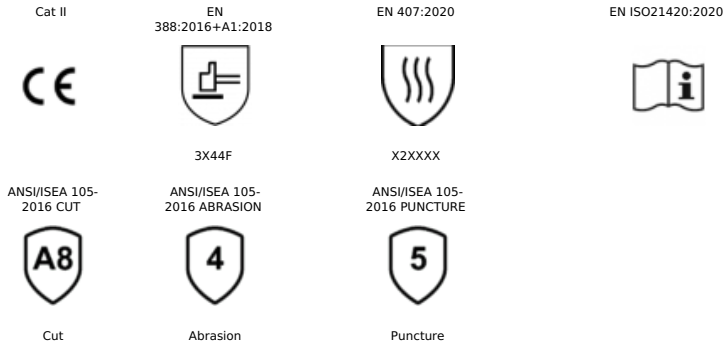 Cat II
EN
388:2016+A1:2018
EN 407:2020
EN ISO21420:2020
CE
i
3X44F
X2XXXX
ANSI/ISEA 105-
2016 CUT
ANSI/ISEA 105-
2016 ABRASION
ANSI/ISEA 105-
2016 PUNCTURE
A8
4
5
Cut
Abrasion
Puncture